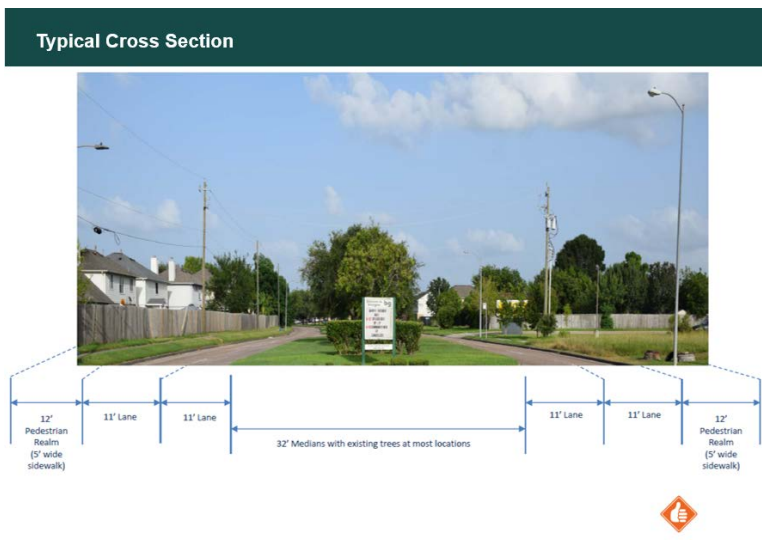 Typical Cross Section
12'
Pedestrian
Realm
(5' wide
sidewalk)
11' Lane
11' Lane
32' Medians with existing trees at most locations
11' Lane
11' Lane
12'
Pedestrian
Realm
(5' wide
sidewalk)